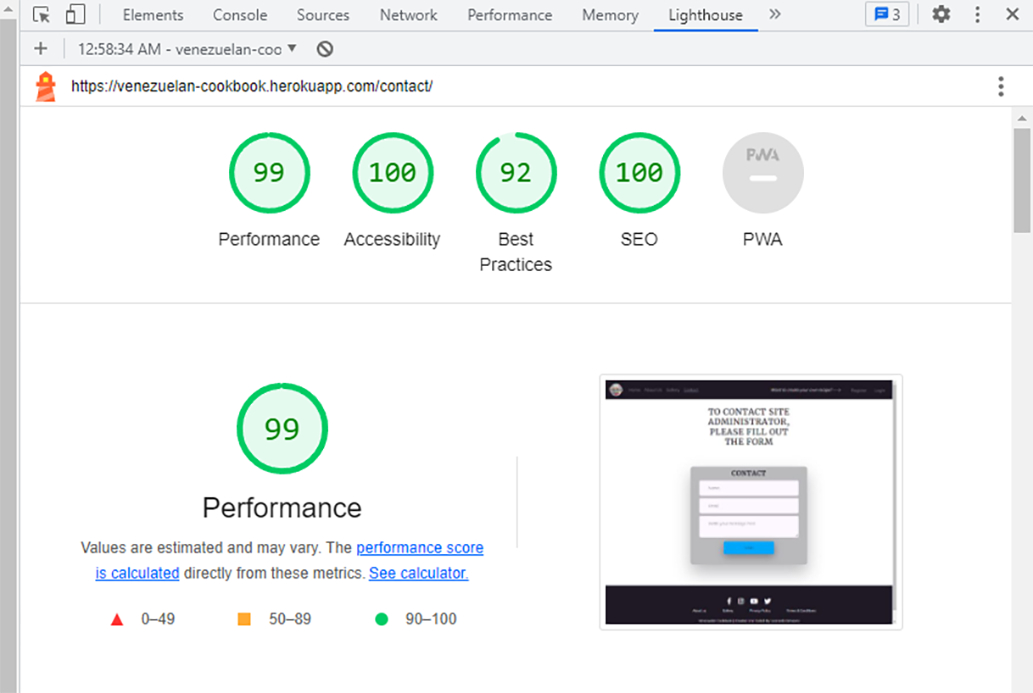 Elements Console Sources Network Performance Memory Lighthouse » 3
12:58:34 AM - venezuelan-coo
https://venezuelan-cookbook.herokuapp.com/contact/
99 100 92 100 PWA
Performance Accessibility Best Practices SEO PWA
99
Performance
Values are estimated and may vary. The performance score
is calculated directly from these metrics. See calculator.
0–49 50–89 90–100
TO CONTACT SITE
ADMINISTRATOR,
PLEASE FILL OUT
THE FORM
CONTACT